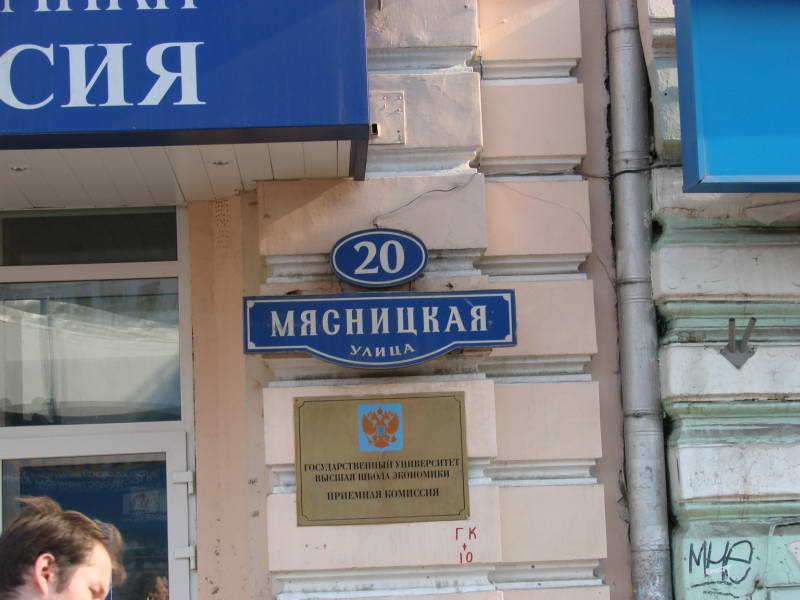 СИЯ
20
МЯСНИЦКАЯ
УЛИЦА
ГОСУДАРСТВЕННЫЙ УНИВЕРСИТЕТ
ВЫСШАЯ ШКОЛА ЭКОНОМИКИ
ПРИЕМНАЯ КОМИССИЯ
ГК
+
10